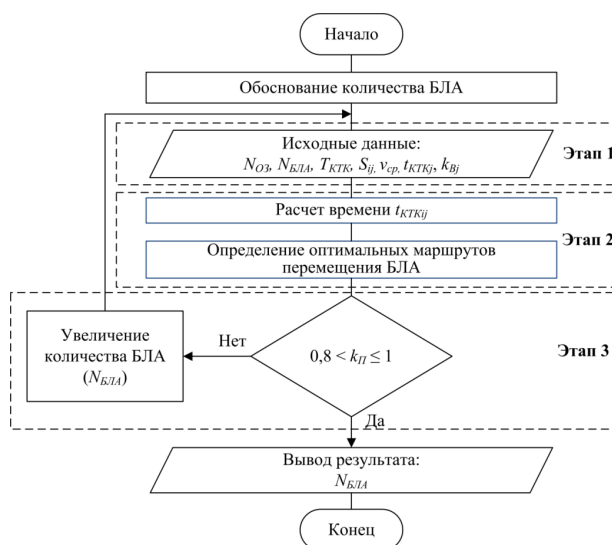 Начало
Обоснование количества БЛА
Исходные данные:
N_ОЗ, N_БЛА, T_КТК, S_ij, v_ср, t_КТКj, k_Вj
Этап 1
Расчет времени t_КТКij
Определение оптимальных маршрутов
перемещения БЛА
Этап 2
Увеличение
количества БЛА
(N_БЛА)
Нет
0,8 < k_П ≤ 1
Этап 3
Да
Вывод результата:
N_БЛА
Конец